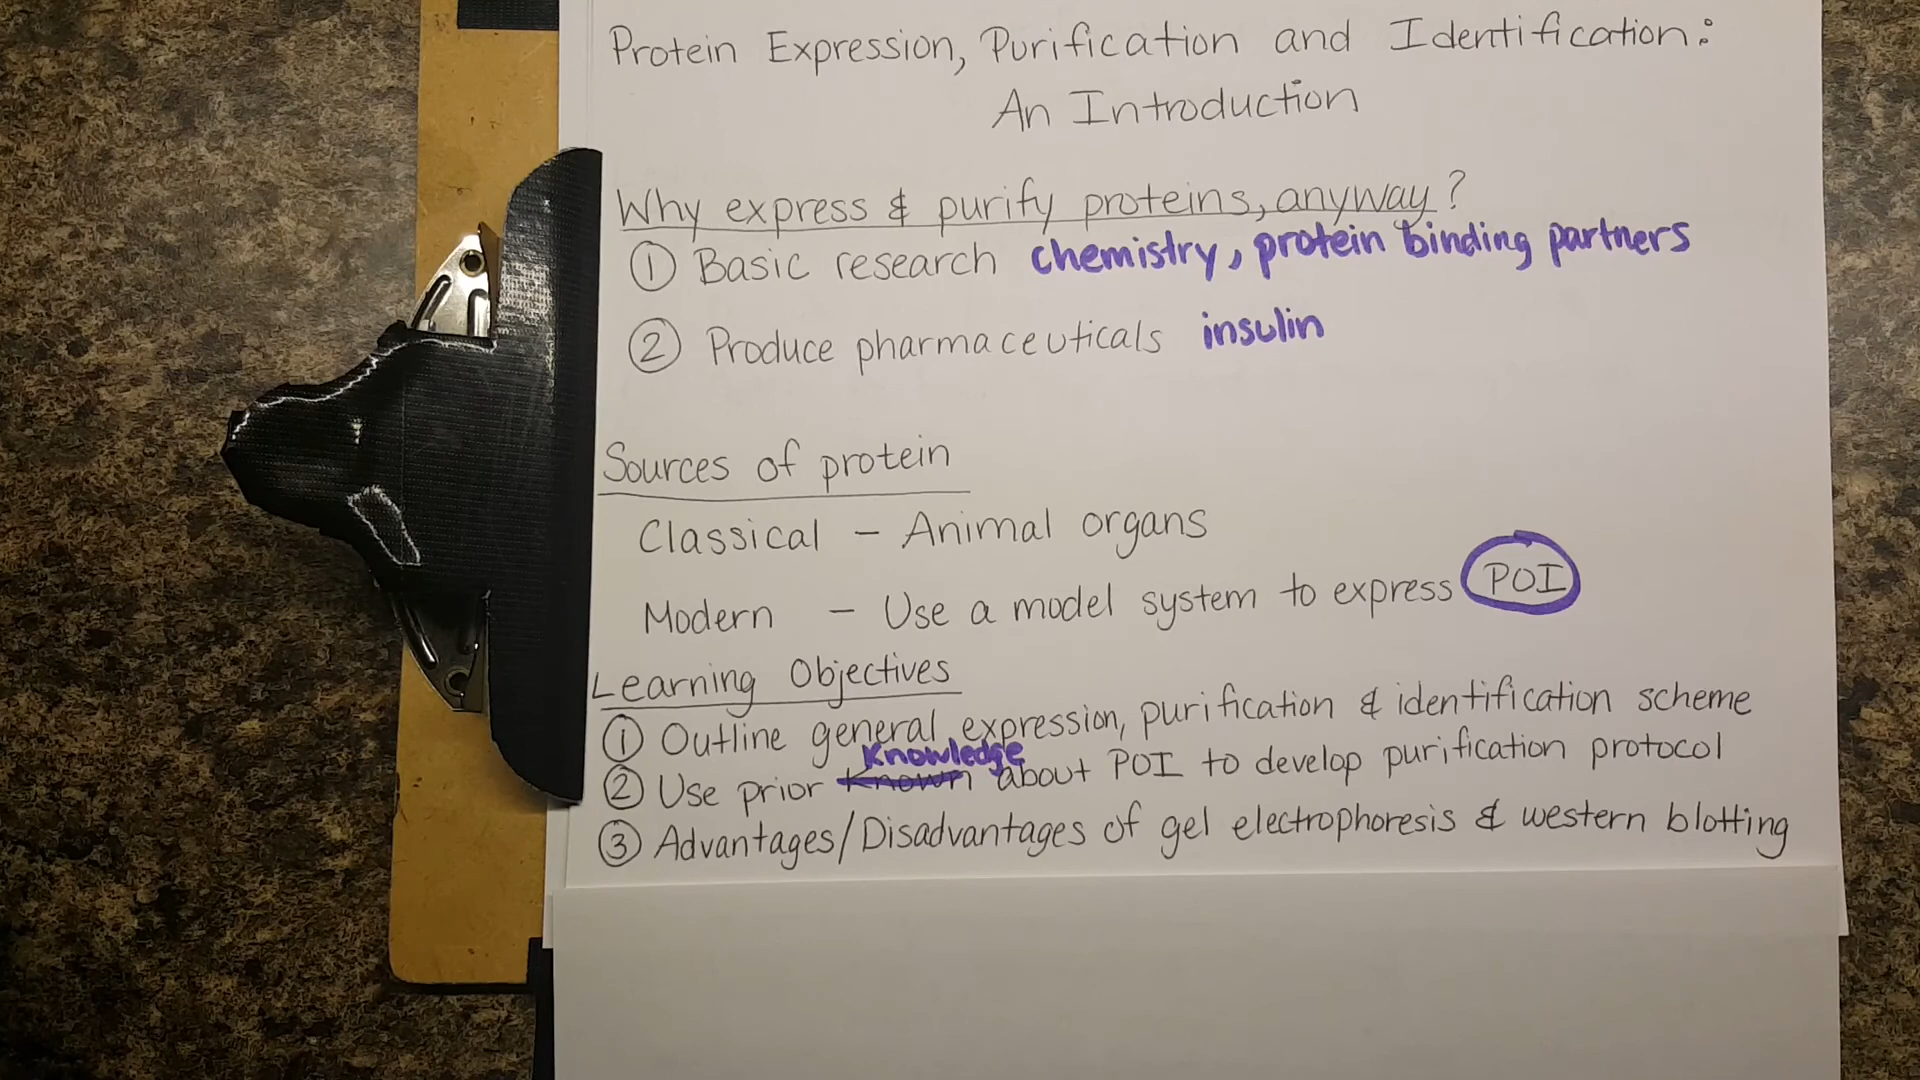 Protein Expression, Purification and Identification:
An Introduction
Why express & purify proteins, anyway?
① Basic research chemistry, protein binding partners
② Produce pharmaceuticals insulin
Sources of protein
Classical – Animal organs
Modern – Use a model system to express POI
Learning Objectives
① Outline general expression, purification & identification scheme
Knowledge
② Use prior known about POI to develop purification protocol
③ Advantages/Disadvantages of gel electrophoresis & western blotting